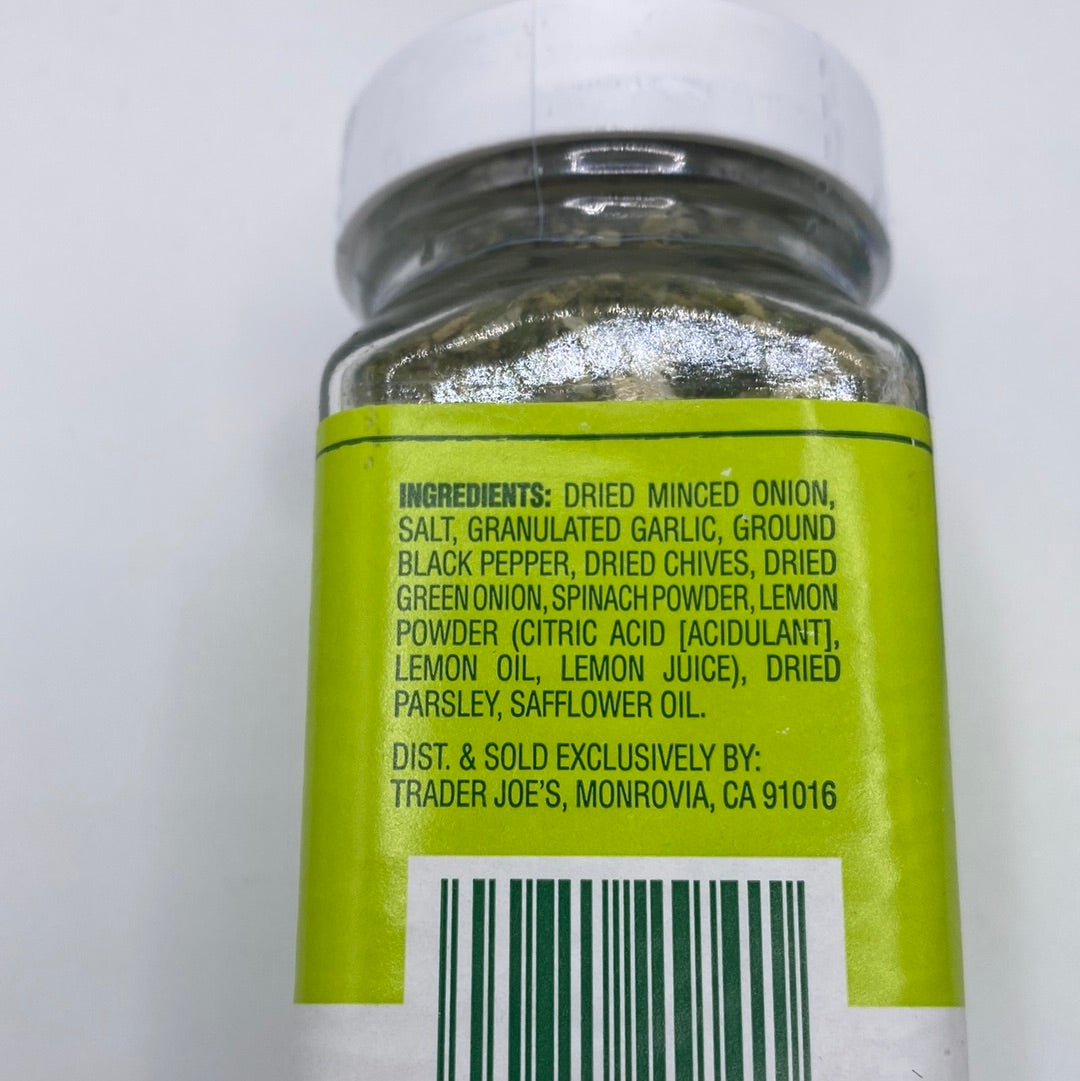 INGREDIENTS: DRIED MINCED ONION,
SALT, GRANULATED GARLIC, GROUND
BLACK PEPPER, DRIED CHIVES, DRIED
GREEN ONION, SPINACH POWDER, LEMON
POWDER (CITRIC ACID [ACIDULANT],
LEMON OIL, LEMON JUICE), DRIED
PARSLEY, SAFFLOWER OIL.
DIST. & SOLD EXCLUSIVELY BY:
TRADER JOE'S, MONROVIA, CA 91016